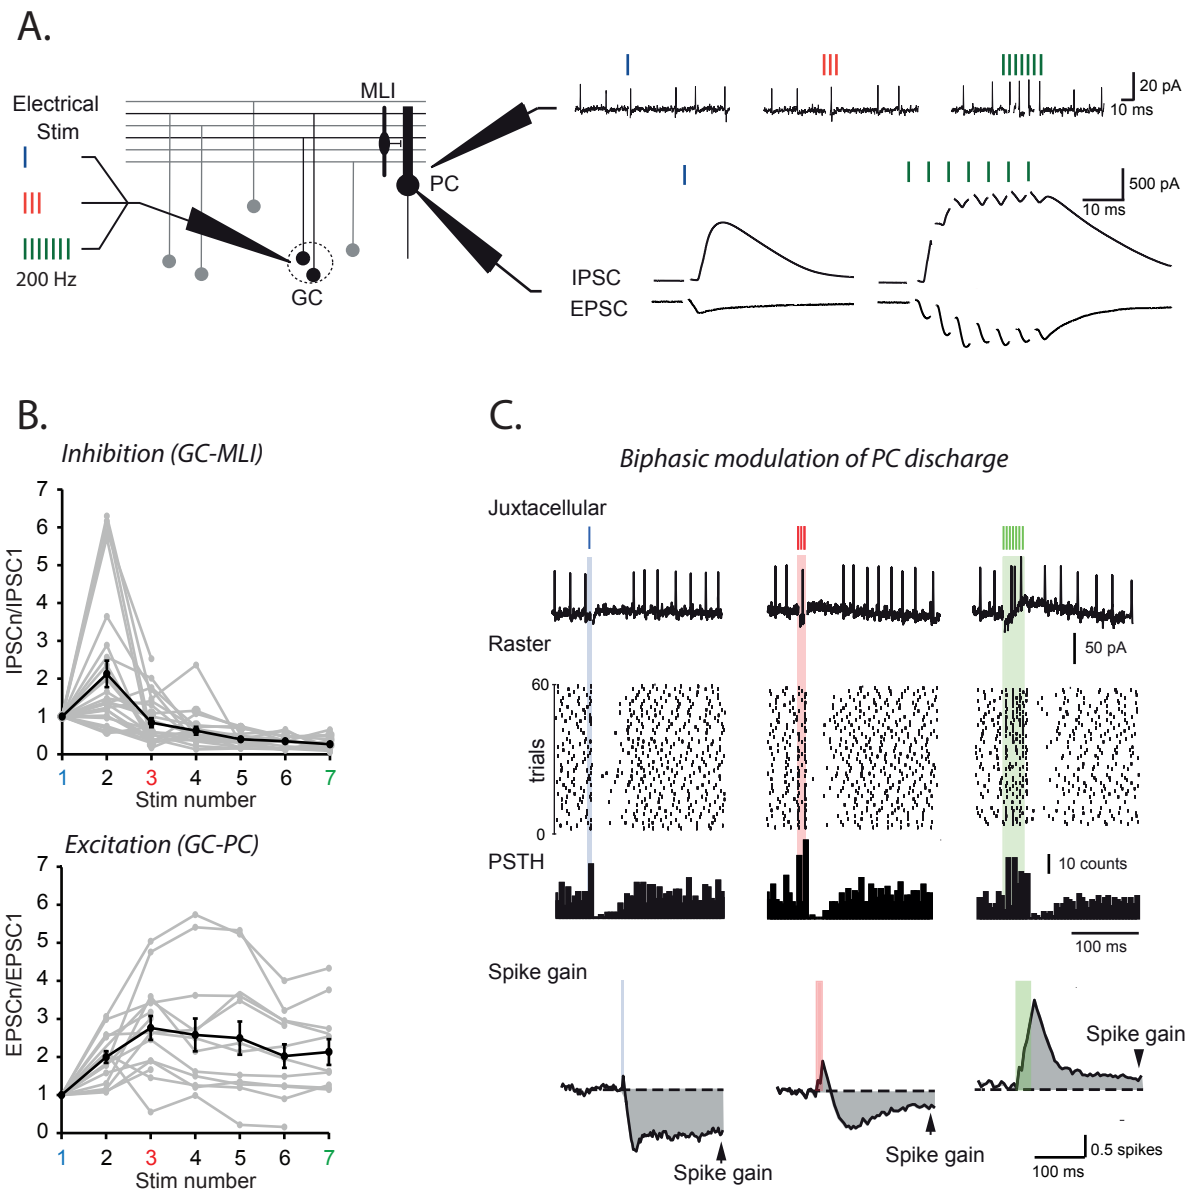 A.
Electrical
Stim
200 Hz
MLI
PC
GC
20 pA
10 ms
500 pA
10 ms
IPSC
EPSC
B.
Inhibition (GC-MLI)
IPSCn/IPSC1
7
6
5
4
3
2
1
0
1 2 3 4 5 6 7
Stim number
Excitation (GC-PC)
EPSCn/EPSC1
7
6
5
4
3
2
1
0
1 2 3 4 5 6 7
Stim number
C.
Biphasic modulation of PC discharge
Juxtacellular
50 pA
Raster
60
trials
0
PSTH
10 counts
100 ms
Spike gain
Spike gain
Spike gain
Spike gain
0.5 spikes
100 ms